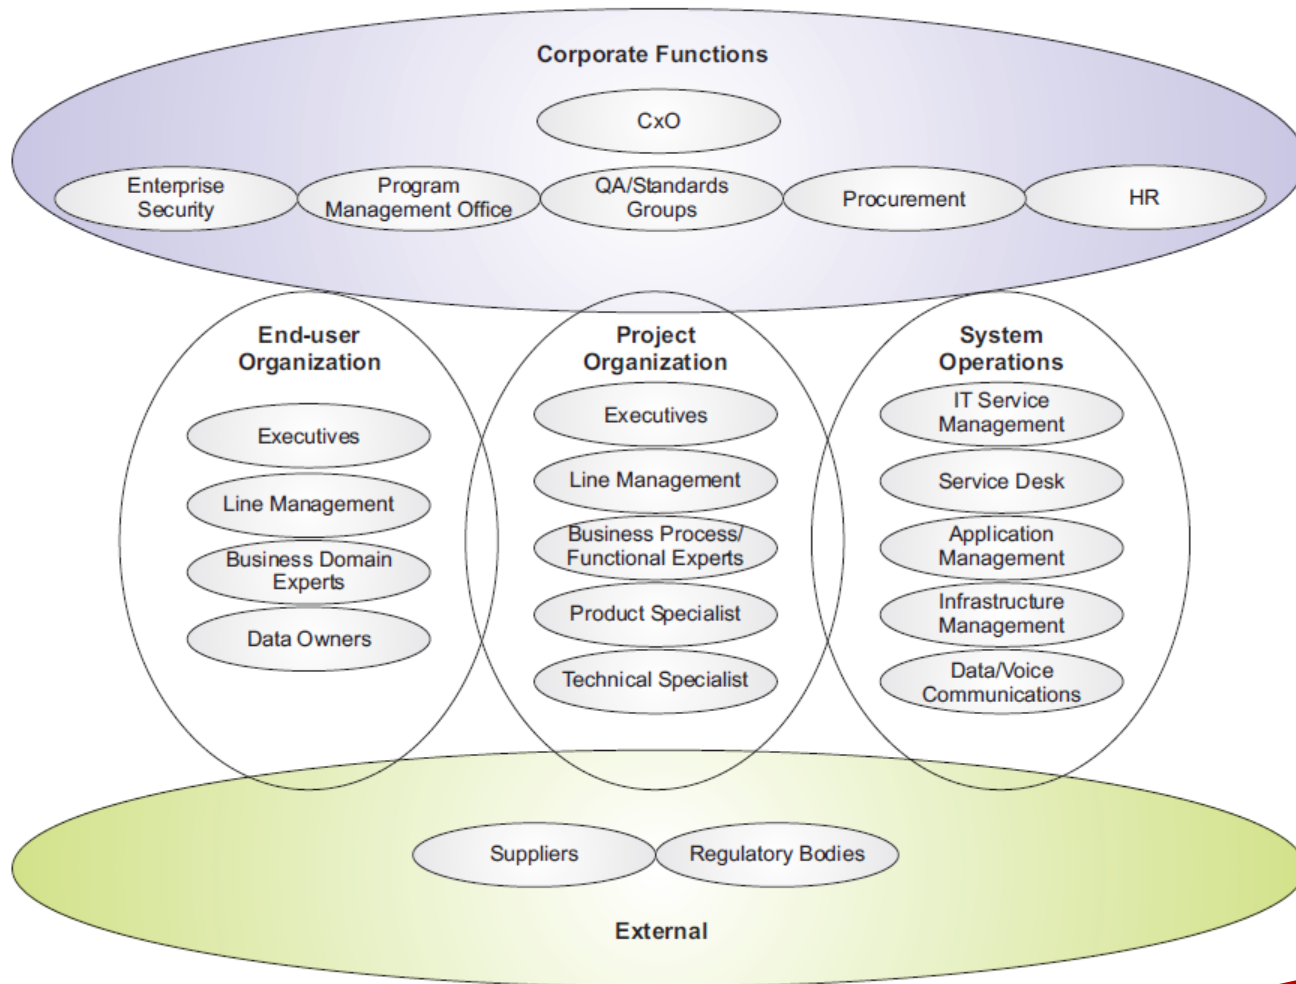 Corporate Functions
CxO
Enterprise
Security
Program
Management Office
QA/Standards
Groups
Procurement
HR
End-user
Organization
Executives
Line Management
Business Domain
Experts
Data Owners
Project
Organization
Executives
Line Management
Business Process/
Functional Experts
Product Specialist
Technical Specialist
System
Operations
IT Service
Management
Service Desk
Application
Management
Infrastructure
Management
Data/Voice
Communications
Suppliers
Regulatory Bodies
External